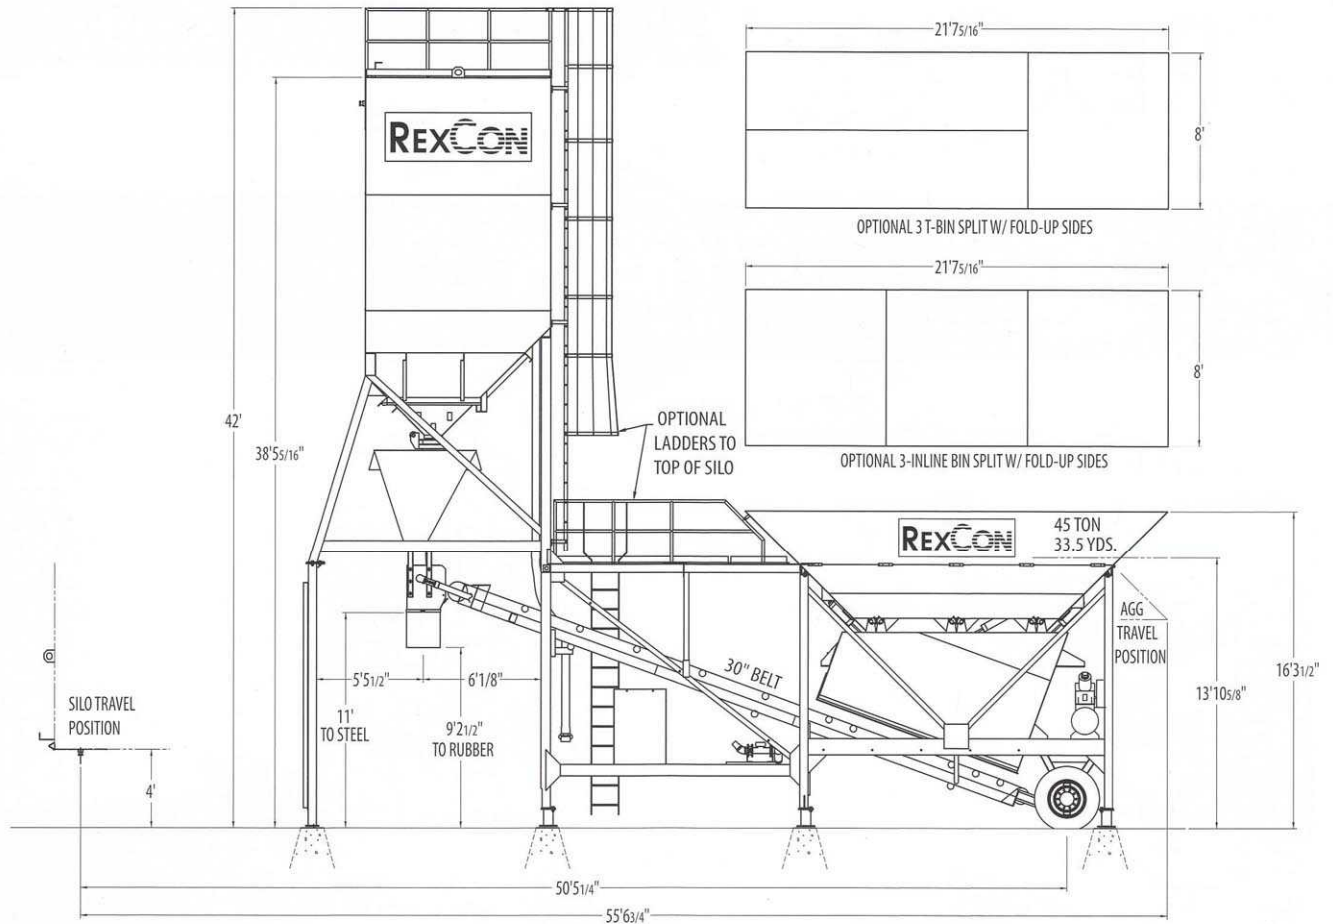 21'7 5/16"
8'
OPTIONAL 3 T-BIN SPLIT W/ FOLD-UP SIDES
21'7 5/16"
8'
OPTIONAL 3-INLINE BIN SPLIT W/ FOLD-UP SIDES
REXCON
42'
38'5 5/16"
OPTIONAL
LADDERS TO
TOP OF SILO
REXCON
45 TON
33.5 YDS.
AGG
TRAVEL
POSITION
16'3 1/2"
13'10 5/8"
30" BELT
5'5 1/2"
6'1/8"
11'
TO STEEL
9'2 1/2"
TO RUBBER
SILO TRAVEL
POSITION
4'
50'5 1/4"
55'6 3/4"